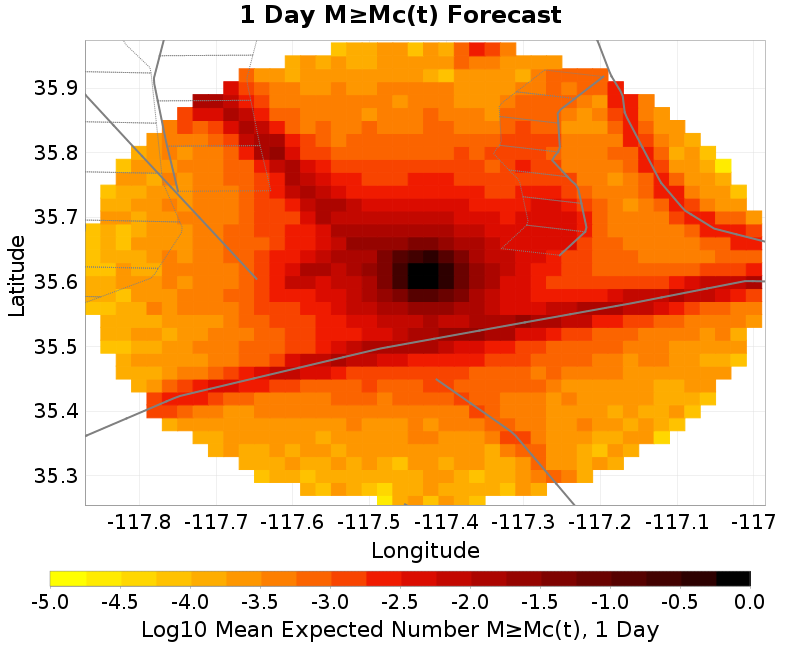 1 Day M≥Mc(t) Forecast
35.9
35.8
35.7
35.6
35.5
35.4
35.3
Latitude
-117.8 -117.7 -117.6 -117.5 -117.4 -117.3 -117.2 -117.1 -117
Longitude
-5.0 -4.5 -4.0 -3.5 -3.0 -2.5 -2.0 -1.5 -1.0 -0.5 0.0
Log10 Mean Expected Number M≥Mc(t), 1 Day